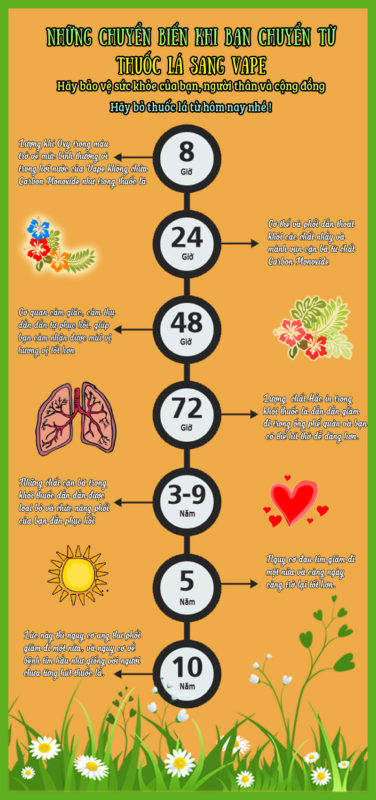 NHỮNG CHUYỂN BIẾN KHI BẠN CHUYỂN TỪ
THUỐC LÁ SANG VAPE
Hãy bảo vệ sức khỏe của bạn, người thân và cộng đồng
Hãy bỏ thuốc lá từ hôm nay nhé !
Lượng khí Oxy trong máu
trở về mức bình thường vì
trong hơi nước của Vape không chứa
Carbon Monoxide như trong thuốc lá
8
Giờ
24
Giờ
Cơ thể và phổi dần thoát
khỏi các chất nhầy và
mảnh vụn cặn bã từ chất
Carbon Monoxide
Cơ quan cảm giác, cảm thụ
dần dần tự phục hồi, giúp
bạn cảm nhận được mùi vị
hương vị tốt hơn
48
Giờ
72
Giờ
Lượng chất Hắc ín trong
khói thuốc lá dần dần giảm
đi trong ống phế quản và bạn
có thể hít thở dễ dàng hơn.
Những chất cặn bã trong
khói thuốc dần dần được
loại bỏ và chức năng phổi
của bạn dần phục hồi
3-9
Năm
5
Năm
Nguy cơ đau tim giảm đi
một nửa và càng ngày
càng trở lại tốt hơn.
Lúc này thì nguy cơ ung thư phổi
giảm đi một nửa, và nguy cơ về
bệnh tim hầu như giống với người
chưa từng hút thuốc lá.
10
Năm